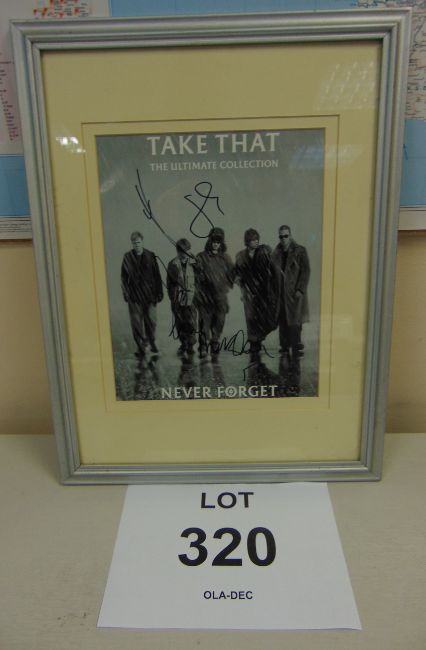 TAKE THAT
THE ULTIMATE COLLECTION
NEVER FORGET
LOT
320
OLA-DEC